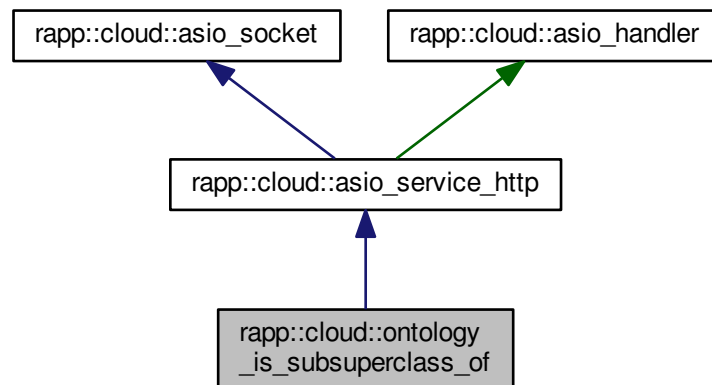 rapp::cloud::asio_socket
rapp::cloud::asio_handler
rapp::cloud::asio_service_http
rapp::cloud::ontology
_is_subsuperclass_of